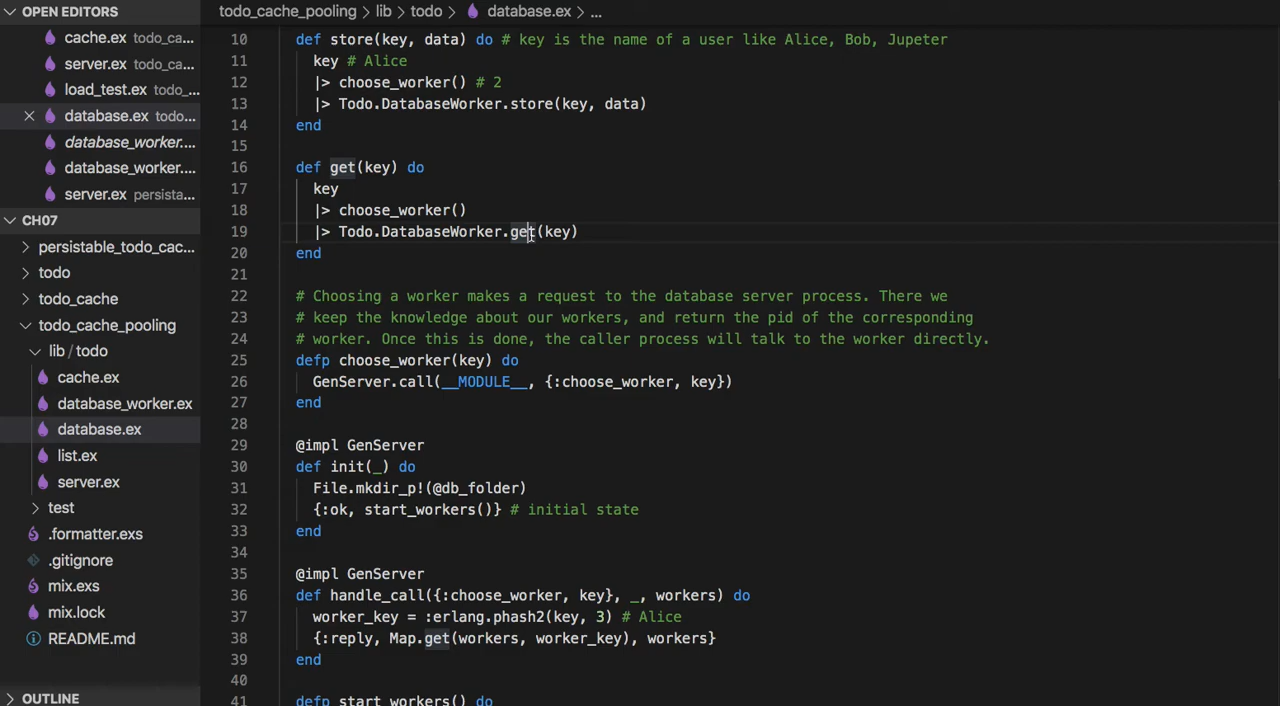 OPEN EDITORS
cache.ex todo_ca...
server.ex todo_ca...
load_test.ex todo_...
database.ex todo...
database_worker....
database_worker....
server.ex persista...
CH07
persistable_todo_cac...
todo
todo_cache
todo_cache_pooling
lib / todo
cache.ex
database_worker.ex
database.ex
list.ex
server.ex
test
.formatter.exs
.gitignore
mix.exs
mix.lock
README.md
OUTLINE
todo_cache_pooling > lib > todo > database.ex > ...
10 def store(key, data) do # key is the name of a user like Alice, Bob, Jupeter
11 key # Alice
12 |> choose_worker() # 2
13 |> Todo.DatabaseWorker.store(key, data)
14 end
15
16 def get(key) do
17 key
18 |> choose_worker()
19 |> Todo.DatabaseWorker.get(key)
20 end
21
22 # Choosing a worker makes a request to the database server process. There we
23 # keep the knowledge about our workers, and return the pid of the corresponding
24 # worker. Once this is done, the caller process will talk to the worker directly.
25 defp choose_worker(key) do
26 GenServer.call(__MODULE__, {:choose_worker, key})
27 end
28
29 @impl GenServer
30 def init(_) do
31 File.mkdir_p!(@db_folder)
32 {:ok, start_workers()} # initial state
33 end
34
35 @impl GenServer
36 def handle_call({:choose_worker, key}, _, workers) do
37 worker_key = :erlang.phash2(key, 3) # Alice
38 {:reply, Map.get(workers, worker_key), workers}
39 end
40
41 defp start_workers() do